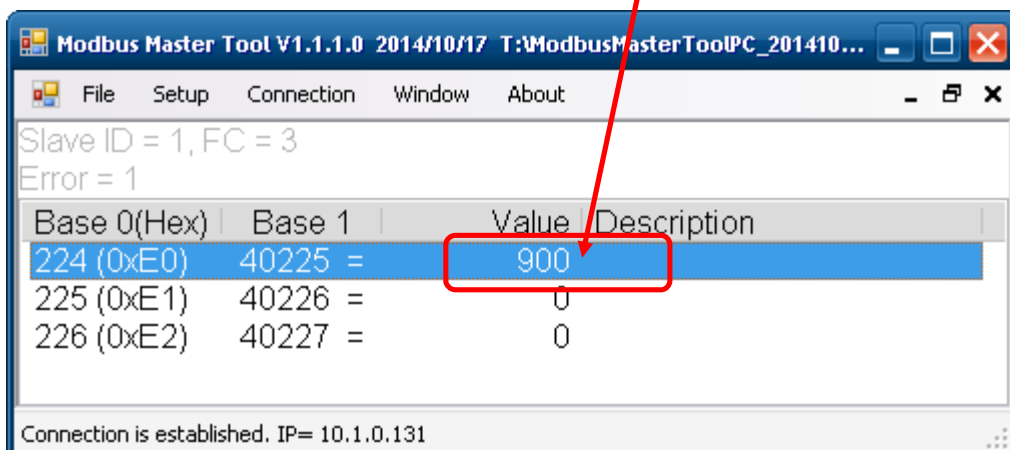 Modbus Master Tool V1.1.1.0 2014/10/17 T:\ModbusMasterToolPC_201410...
File Setup Connection Window About
Slave ID = 1, FC = 3
Error = 1
Base 0(Hex) Base 1 Value Description
224 (0xE0) 40225 = 900
225 (0xE1) 40226 = 0
226 (0xE2) 40227 = 0
Connection is established. IP= 10.1.0.131